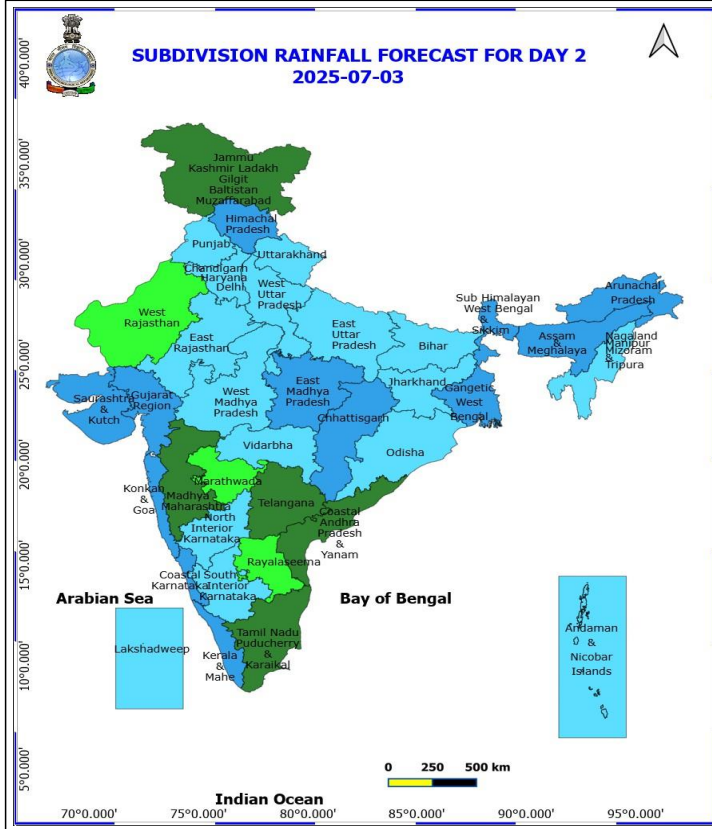 SUBDIVISION RAINFALL FORECAST FOR DAY 2
2025-07-03
40°0.000'
35°0.000'
30°0.000'
25°0.000'
20°0.000'
15°0.000'
10°0.000'
5°0.000'
Jammu
Kashmir Ladakh
Gilgit
Baltistan
Muzaffarabad
Himachal
Pradesh
Punjab
Uttarakhand
Chandigarh
Haryana
Delhi
West
Uttar
Pradesh
West
Rajasthan
East
Rajasthan
East
Uttar
Pradesh
Bihar
Sub Himalayan
West Bengal
&
Sikkim
Arunachal
Pradesh
Assam
&
Meghalaya
Nagaland
Manipur
Mizoram
&
Tripura
Saurashtra
&
Kutch
Gujarat
Region
West
Madhya
Pradesh
East
Madhya
Pradesh
Jharkhand
Gangetic
West
Bengal
Chhattisgarh
Vidarbha
Odisha
Konkan
&
Goa
Madhya
Maharashtra
Marathwada
Telangana
North
Interior
Karnataka
Coastal
Andhra
Pradesh
&
Yanam
Rayalaseema
Coastal
Karnataka
South
Interior
Karnataka
Arabian Sea
Bay of Bengal
Lakshadweep
Kerala
&
Mahe
Tamil Nadu
Puducherry
&
Karaikal
Andaman
&
Nicobar
Islands
0 250 500 km
Indian Ocean
70°0.000' 75°0.000' 80°0.000' 85°0.000' 90°0.000' 95°0.000'